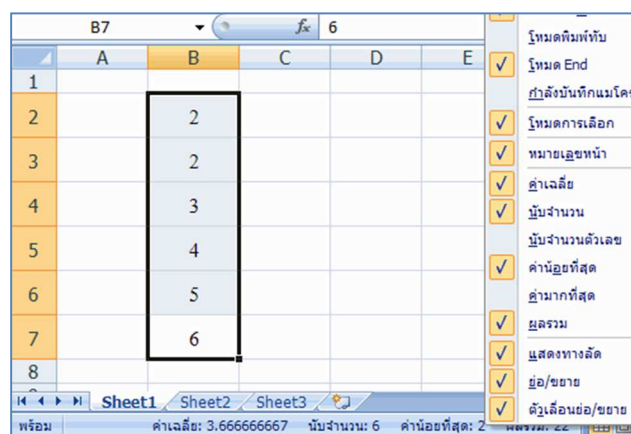 B7 fx 6
A B C D E
1
2 2
3 2
4 3
5 4
6 5
7 6
8
Sheet1 Sheet2 Sheet3
พร้อม ค่าเฉลี่ย: 3.666666667 นับจำนวน: 6 ค่าน้อยที่สุด: 2 ผลรวม: 22
โหมดพิมพ์ทับ
โหมด End
กำลังบันทึกแมโคร
โหมดการเลือก
หมายเลขหน้า
ค่าเฉลี่ย
นับจำนวน
นับจำนวนตัวเลข
ค่าน้อยที่สุด
ค่ามากที่สุด
ผลรวม
แสดงทางลัด
ย่อ/ขยาย
ตัวเลื่อนย่อ/ขยาย